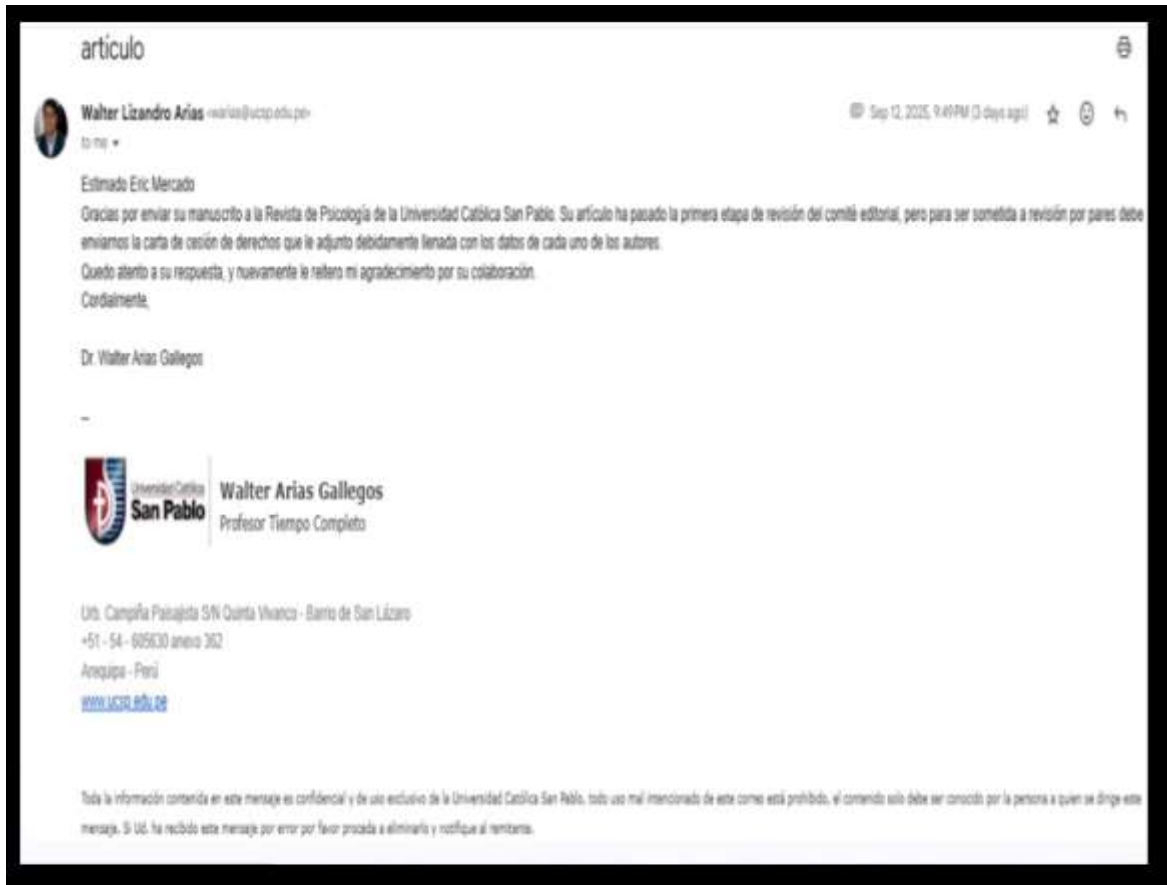 artículo
Walter Lizandro Arias <warias@ucsp.edu.pe>
Sep 12, 2025, 9:49 PM (3 days ago)
to me
Estimado Eric Mercado
Gracias por enviar su manuscrito a la Revista de Psicología de la Universidad Católica San Pablo. Su artículo ha pasado la primera etapa de revisión del comité editorial, pero para ser sometida a revisión por pares debe
enviarnos la carta de cesión de derechos que le adjunto debidamente llenada con los datos de cada uno de los autores.
Quedo atento a su respuesta, y nuevamente le reitero mi agradecimiento por su colaboración.
Cordialmente,
Dr. Walter Arias Gallegos
--
Universidad Católica
San Pablo
Walter Arias Gallegos
Profesor Tiempo Completo
Urb. Campiña Paisajista S/N Quinta Vivanco - Barrio de San Lázaro
+51 - 54 - 605630 anexo 362
Arequipa - Perú
www.ucsp.edu.pe
Toda la información contenida en este mensaje es confidencial y de uso exclusivo de la Universidad Católica San Pablo, todo uso mal intencionado de este correo está prohibido, el contenido solo debe ser conocido por la persona a quien se dirige este
mensaje. Si Ud. ha recibido este mensaje por error por favor proceda a eliminarlo y notifique al remitente.